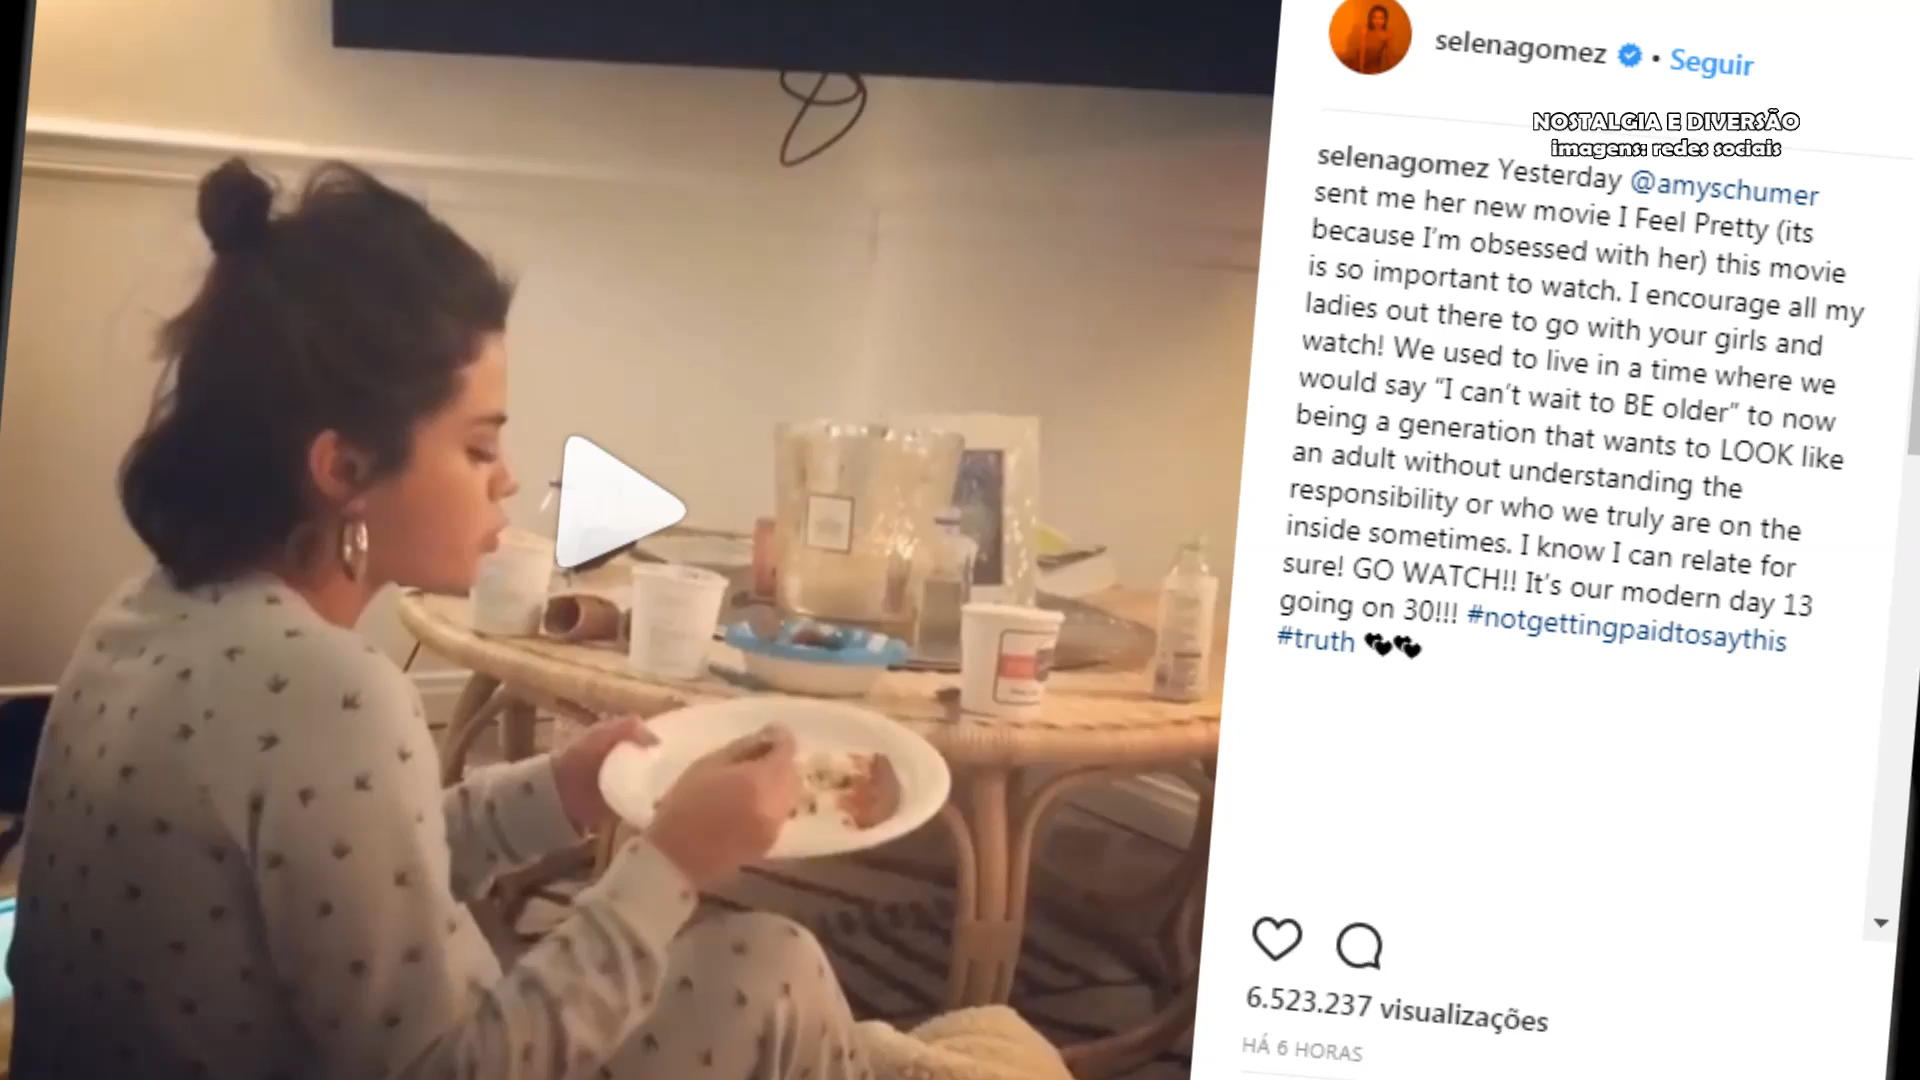 selenagomez • Seguir
NOSTALGIA E DIVERSÃO
imagens: redes sociais
selenagomez Yesterday @amyschumer
sent me her new movie I Feel Pretty (its
because I'm obsessed with her) this movie
is so important to watch. I encourage all my
ladies out there to go with your girls and
watch! We used to live in a time where we
would say “I can't wait to BE older” to now
being a generation that wants to LOOK like
an adult without understanding the
responsibility or who we truly are on the
inside sometimes. I know I can relate for
sure! GO WATCH!! It's our modern day 13
going on 30!!! #notgettingpaidtosaythis
#truth
6.523.237 visualizações
HÁ 6 HORAS